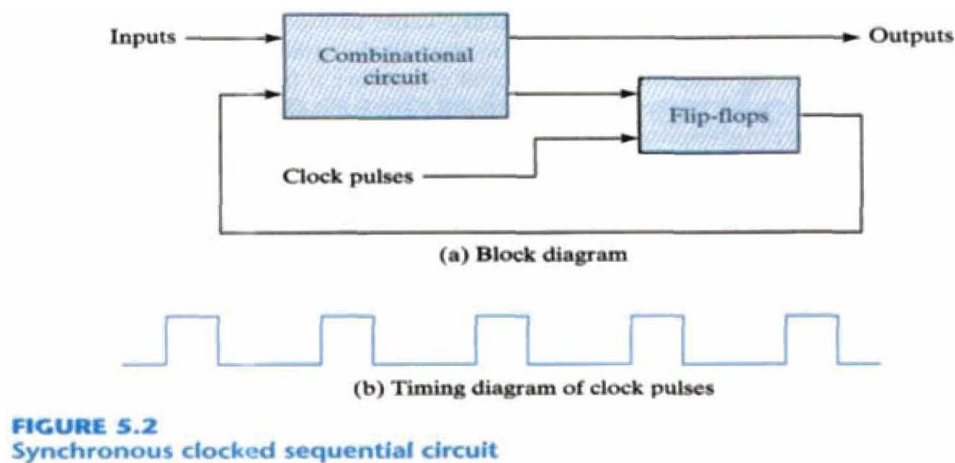 Inputs
Combinational
circuit
Outputs
Flip-flops
Clock pulses
(a) Block diagram
(b) Timing diagram of clock pulses
FIGURE 5.2
Synchronous clocked sequential circuit